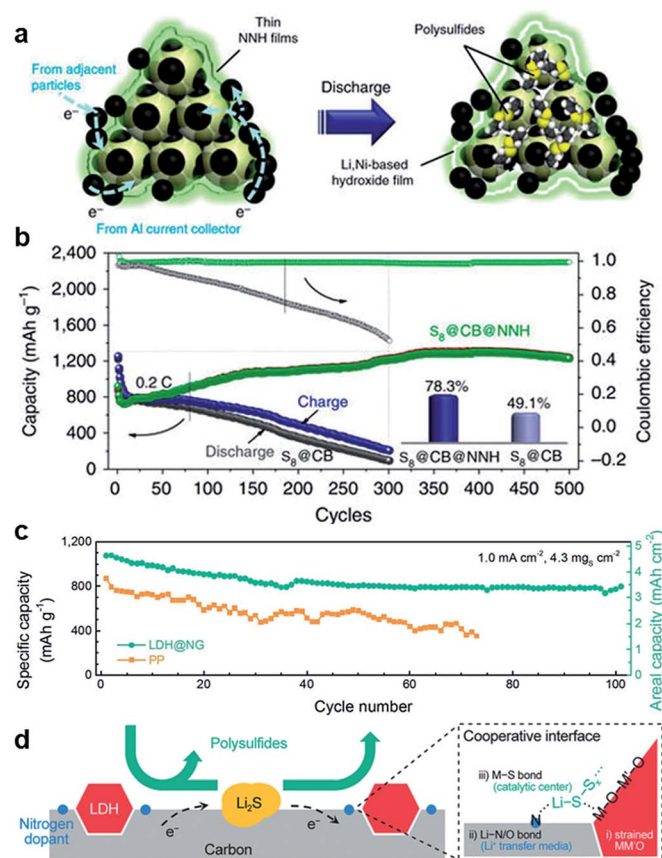 a
Thin
NNH films
From adjacent
particles
e⁻
e⁻
e⁻
From Al current collector
Discharge
Li,Ni-based
hydroxide film
Polysulfides
b
Capacity (mAh g⁻¹)
2,400
2,000
1,600
1,200
800
400
0
0.2 C
S₈@CB@NNH
Charge
Discharge
S₈@CB
78.3%
49.1%
S₈@CB@NNH
S₈@CB
1.0
0.8
0.6
0.4
0.2
0.0
−0.2
Coulombic efficiency
0
50
100
150
200
250
300
350
400
450
500
Cycles
c
Specific capacity
(mAh g⁻¹)
1,200
800
400
0
1.0 mA cm⁻², 4.3 mgₛ cm⁻²
LDH@NG
PP
5
4
3
2
1
0
Areal capacity
(mAh cm⁻²)
0
20
40
60
80
100
Cycle number
d
Polysulfides
LDH
Li₂S
Nitrogen
dopant
e⁻
e⁻
Carbon
Cooperative interface
iii) M–S bond
(catalytic center)
Li–S–Sₓ
N
M–O–M'–O
ii) Li–N/O bond
(Li⁺ transfer media)
i) strained
MM'O